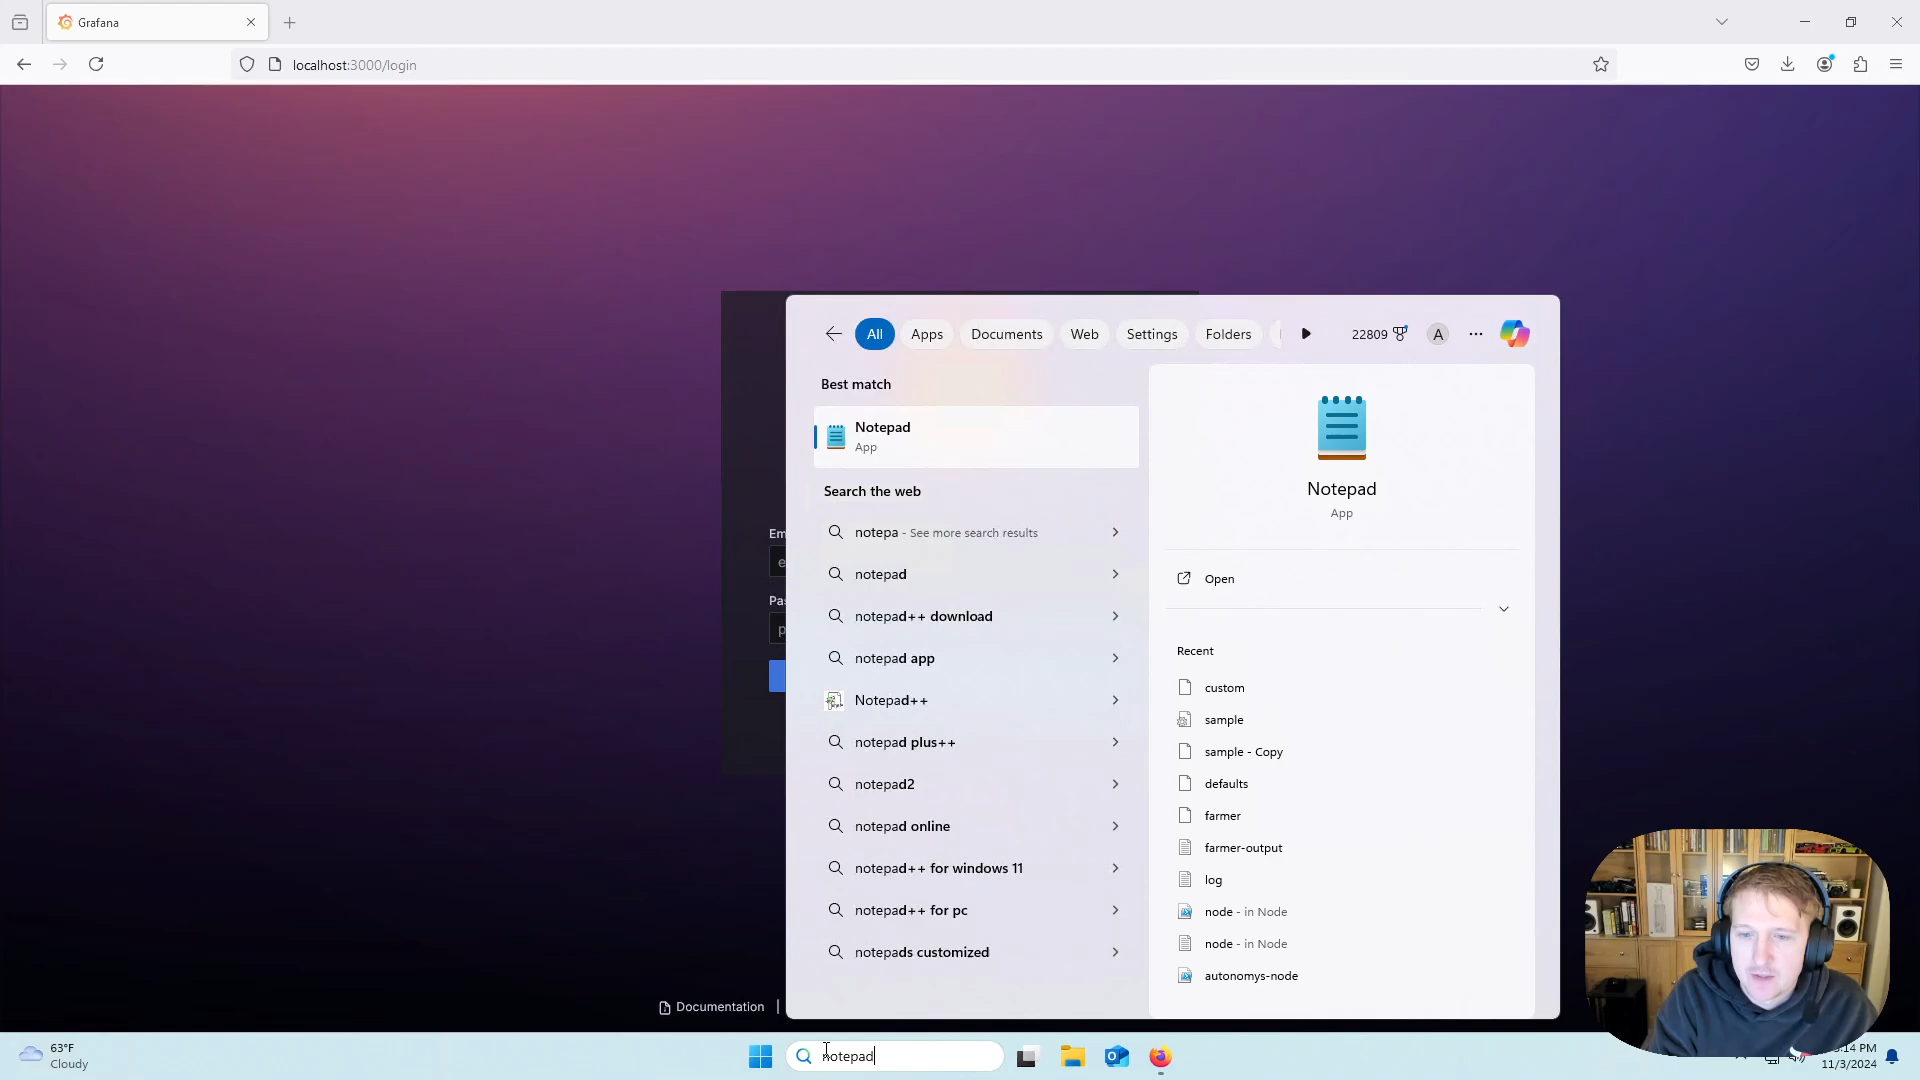 Grafana
localhost:3000/login
All
Apps
Documents
Web
Settings
Folders
22809
A
Best match
Notepad
App
Search the web
notepa - See more search results
notepad
notepad++ download
notepad app
Notepad++
notepad plus++
notepad2
notepad online
notepad++ for windows 11
notepad++ for pc
notepads customized
Notepad
App
Open
Recent
custom
sample
sample - Copy
defaults
farmer
farmer-output
log
node - in Node
node - in Node
autonomys-node
Em
e
Pas
p
Documentation |
63°F
Cloudy
notepad
:14 PM
11/3/2024